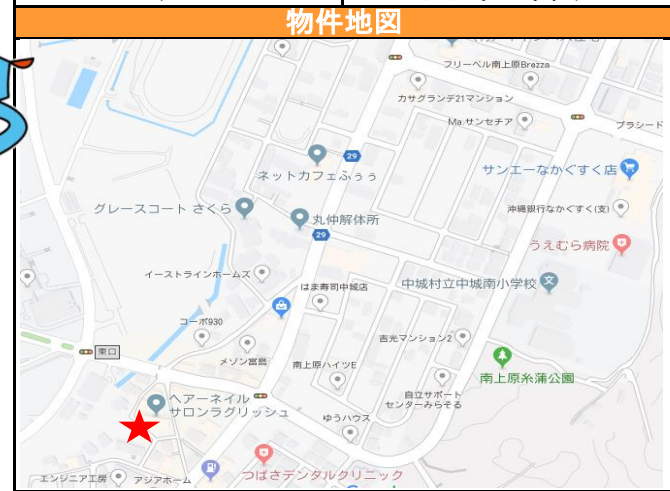 物件地図
フリーベル南上原Brezza
カサグランデ21マンション
Ma.サンセチア
ブラシード
29
ネットカフェふぅぅ
サンエーなかぐすく店
グレースコート さくら
沖縄銀行なかぐすく(支)
丸仲解体所
29
うえむら病院
イーストラインホームズ
はま寿司中城店
中城村立中城南小学校
コーポ930
吉光マンション2
東口
メゾン冨邑
南上原ハイツE
南上原糸蒲公園
ヘアーネイル
サロンラグリッシュ
自立サポート
センターみらそる
ゆうハウス
つばさデンタルクリニック
エンジニア工房
アジアホーム